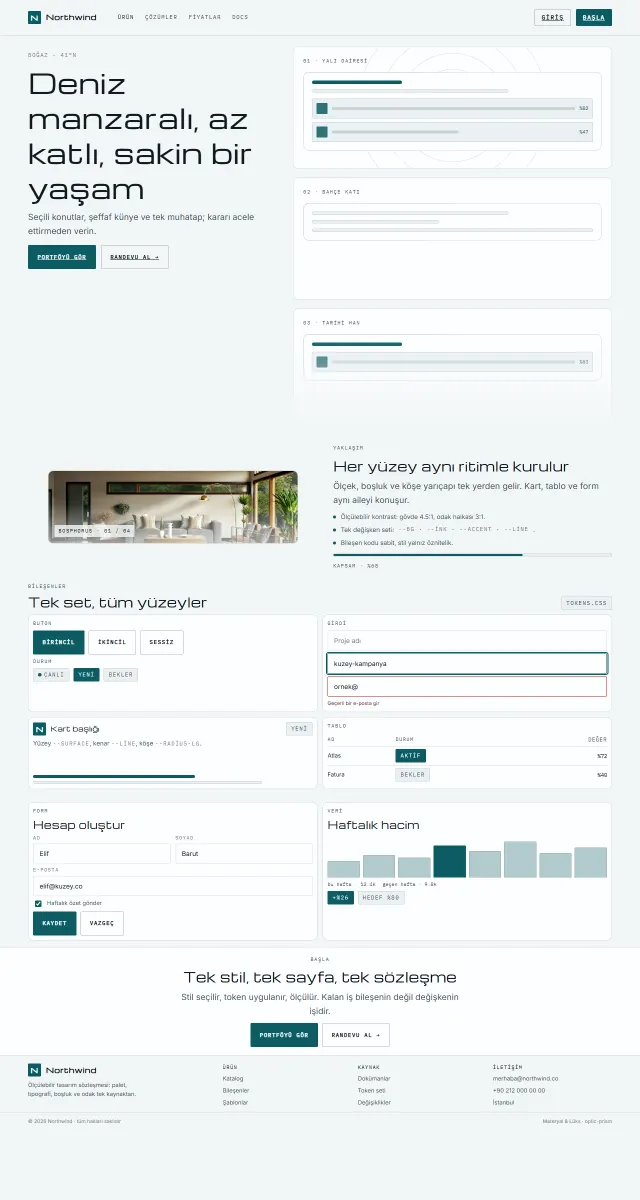 N Northwind
ÜRÜN ÇÖZÜMLER FİYATLAR DOCS
GİRİŞ
BAŞLA
BOĞAZ · 41°N
Deniz
manzaralı, az
katlı, sakin bir
yaşam
Seçili konutlar, şeffaf künye ve tek muhatap; kararı acele
ettirmeden verin.
PORTFÖYÜ GÖR
RANDEVU AL →
01 · YALI DAİRESİ
%82
%47
02 · BAHÇE KATI
03 · TARİHİ HAN
BOSPHORUS · 01 / 04
YAKLAŞIM
Her yüzey aynı ritimle kurulur
Ölçek, boşluk ve köşe yarıçapı tek yerden gelir. Kart, tablo ve form
aynı aileyi konuşur.
Ölçülebilir kontrast: gövde 4.5:1, odak halkası 3:1.
Tek değişken seti: --BG · --İNK · --ACCENT · --LİNE .
Bileşen kodu sabit, stil yalnız öznitelik.
KAPSAM · %68
BİLEŞENLER
Tek set, tüm yüzeyler
TOKENS.CSS
BUTON
BİRİNCİL
İKİNCİL
SESSİZ
DURUM
CANLI
YENİ
BEKLER
GİRDİ
Proje adı
kuzey-kampanya
ornek@
Geçerli bir e-posta gir
N Kart başlığı
YENİ
Yüzey --SURFACE, kenar --LİNE, köşe --RADİUS-LG.
TABLO
AD DURUM DEĞER
Atlas AKTİF %72
Fatura BEKLER %48
FORM
Hesap oluştur
AD
SOYAD
Elif
Barut
E-POSTA
elif@kuzey.co
Haftalık özet gönder
KAYDET
VAZGEÇ
VERİ
Haftalık hacim
bu hafta 12.4k geçen hafta 9.8k
+%26
HEDEF %80
BAŞLA
Tek stil, tek sayfa, tek sözleşme
Stil seçilir, token uygulanır, ölçülür. Kalan iş bileşenin değil değişkenin
işidir.
PORTFÖYÜ GÖR
RANDEVU AL →
N Northwind
Ölçülebilir tasarım sözleşmesi: palet,
tipografi, boşluk ve odak tek kaynaktan.
ÜRÜN
Katalog
Bileşenler
Şablonlar
KAYNAK
Dokümanlar
Token seti
Değişiklikler
İLETİŞİM
merhaba@northwind.co
+90 212 000 00 00
İstanbul
© 2026 Northwind · tüm hakları saklıdır
Materyal & Lüks · optic-prism